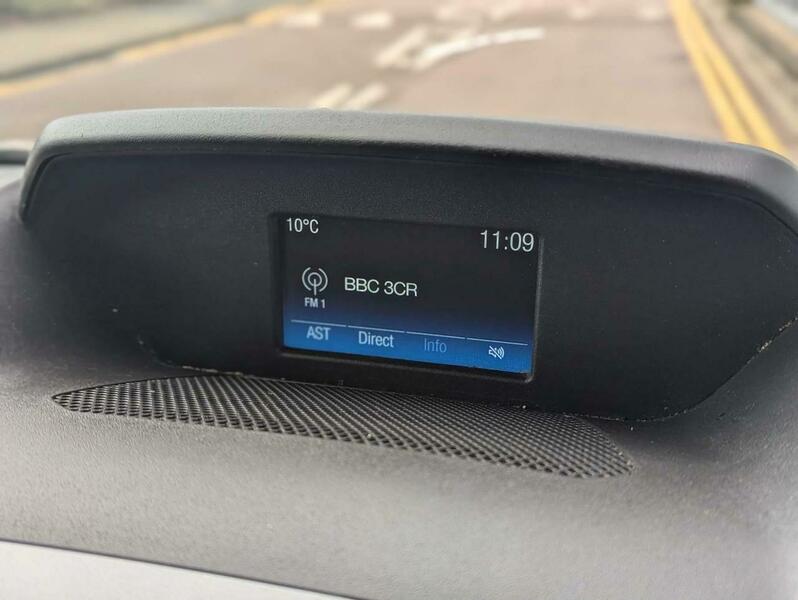 10°C
11:09
BBC 3CR
FM 1
AST Direct Info